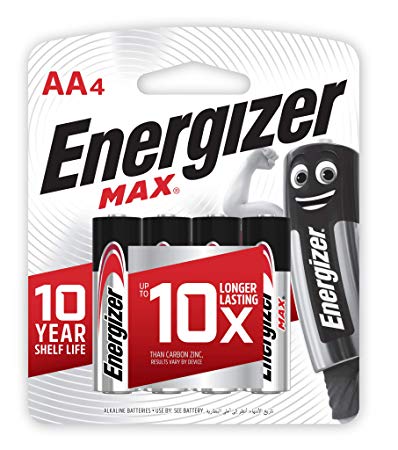 AA4
Energizer
MAX®
10
YEAR
SHELF LIFE
UP
TO
10x
LONGER
LASTING
THAN CARBON ZINC,
RESULTS VARY BY DEVICE
Energizer
Energizer
MAX
Energizer
ALKALINE BATTERIES • USE BY: SEE BATTERY.